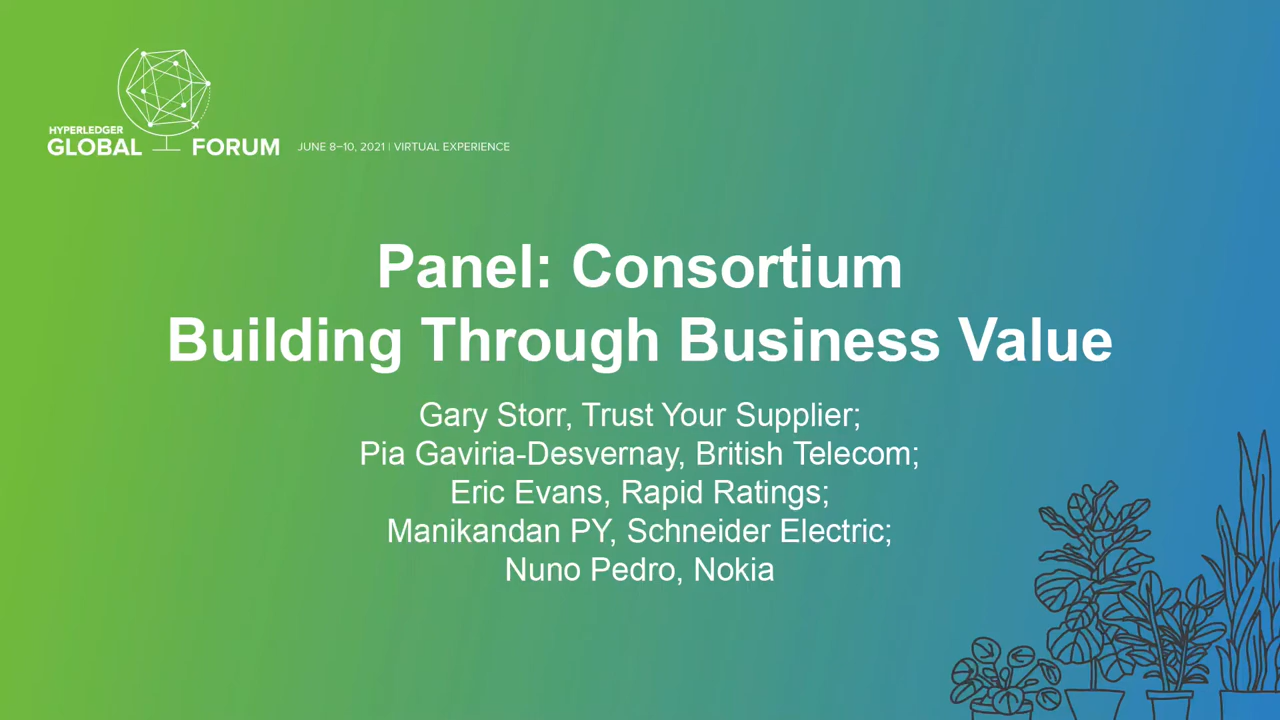 HYPERLEDGER
GLOBAL FORUM
JUNE 8–10, 2021 | VIRTUAL EXPERIENCE
Panel: Consortium
Building Through Business Value
Gary Storr, Trust Your Supplier;
Pia Gaviria-Desvernay, British Telecom;
Eric Evans, Rapid Ratings;
Manikandan PY, Schneider Electric;
Nuno Pedro, Nokia